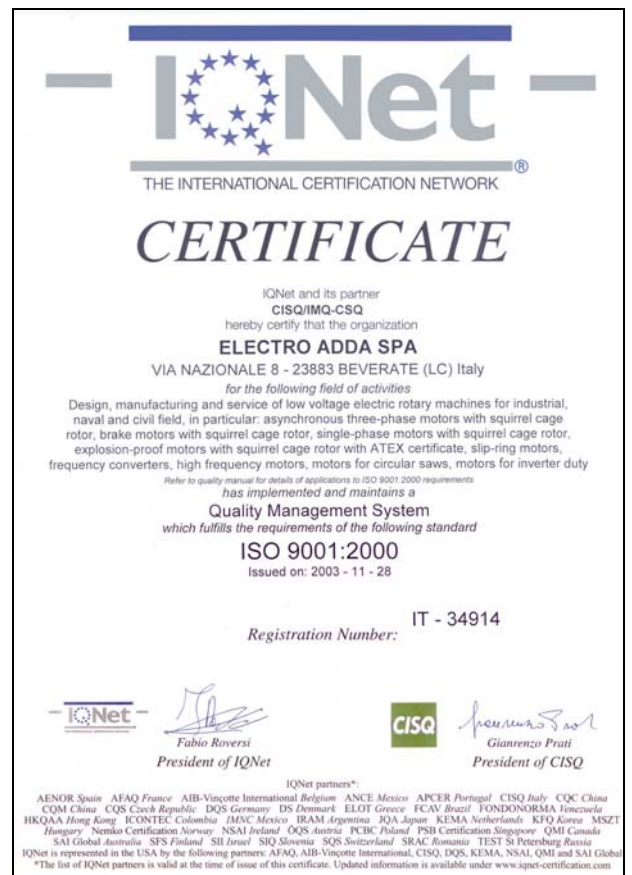 IQNet
®
THE INTERNATIONAL CERTIFICATION NETWORK
CERTIFICATE
IQNet and its partner
CISQ/IMQ-CSQ
hereby certify that the organization
ELECTRO ADDA SPA
VIA NAZIONALE 8 - 23883 BEVERATE (LC) Italy
for the following field of activities
Design, manufacturing and service of low voltage electric rotary machines for industrial,
naval and civil field, in particular: asynchronous three-phase motors with squirrel cage
rotor, brake motors with squirrel cage rotor, single-phase motors with squirrel cage rotor,
explosion-proof motors with squirrel cage rotor with ATEX certificate, slip-ring motors,
frequency converters, high frequency motors, motors for circular saws, motors for inverter duty
Refer to quality manual for details of applications to ISO 9001:2000 requirements
has implemented and maintains a
Quality Management System
which fulfills the requirements of the following standard
ISO 9001:2000
Issued on: 2003 - 11 - 28
IT - 34914
Registration Number:
IQNet
CISQ
Fabio Roversi
Gianrenzo Prati
President of IQNet
President of CISQ
IQNet partners*:
AENOR Spain AFAQ France AIB-Vinçotte International Belgium ANCE Mexico APCER Portugal CISQ Italy CQC China
CQM China CQS Czech Republic DQS Germany DS Denmark ELOT Greece FCAV Brazil FONDONORMA Venezuela
HKQAA Hong Kong ICONTEC Colombia IMNC Mexico IRAM Argentina JQA Japan KEMA Netherlands KFQ Korea MSZT
Hungary Nemko Certification Norway NSAI Ireland ÖQS Austria PCBC Poland PSB Certification Singapore QMI Canada
SAI Global Australia SFS Finland SII Israel SIQ Slovenia SQS Switzerland SRAC Romania TEST St Petersburg Russia
IQNet is represented in the USA by the following partners: AFAQ, AIB-Vinçotte International, CISQ, DQS, KEMA, NSAI, QMI and SAI Global
*The list of IQNet partners is valid at the time of issue of this certificate. Updated information is available under www.iqnet-certification.com